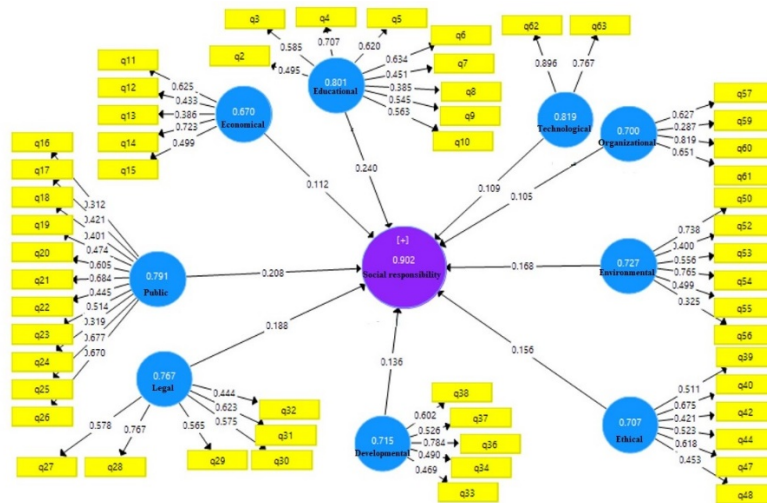 q3
q4
q5
q62
q63
q2
q6
q7
q8
q9
q10
0.585
0.707
0.620
0.495
0.634
0.451
0.385
0.545
0.563
0.801
Educational
q11
q12
q13
q14
q15
0.625
0.433
0.386
0.723
0.499
0.670
Economical
0.896
0.767
0.819
Technological
q57
q59
q60
q61
0.627
0.287
0.819
0.651
0.700
Organizational
0.240
0.112
0.109
0.105
q16
q17
q18
q19
q20
q21
q22
q23
q24
q25
q26
0.312
0.421
0.401
0.474
0.605
0.684
0.445
0.514
0.319
0.677
0.670
0.791
Public
0.208
[+]
0.902
Social responsibility
0.168
0.727
Environmental
q50
q52
q53
q54
q55
q56
0.738
0.400
0.556
0.765
0.499
0.325
0.188
0.136
0.156
0.767
Legal
0.444
0.623
0.575
0.565
0.578
0.767
q32
q31
q30
q29
q28
q27
0.715
Developmental
0.602
0.526
0.784
0.490
0.469
q38
q37
q36
q34
q33
0.707
Ethical
0.511
0.675
0.421
0.523
0.618
0.453
q39
q40
q42
q44
q47
q48